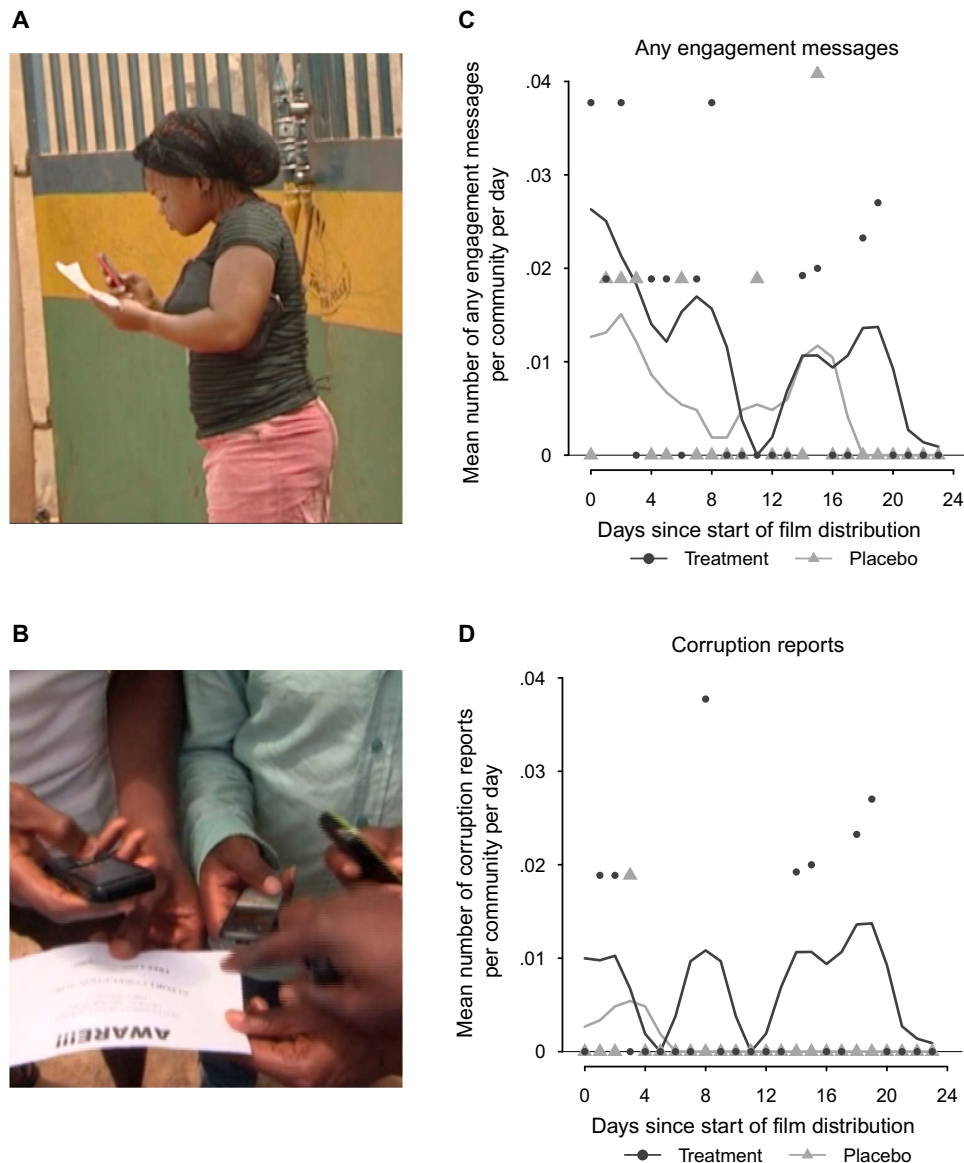 A
B
AWARE!!!
C
Any engagement messages
Mean number of any engagement messages
per community per day
.04
.03
.02
.01
0
0 4 8 12 16 20 24
Days since start of film distribution
Treatment Placebo
D
Corruption reports
Mean number of corruption reports
per community per day
.04
.03
.02
.01
0
0 4 8 12 16 20 24
Days since start of film distribution
Treatment Placebo